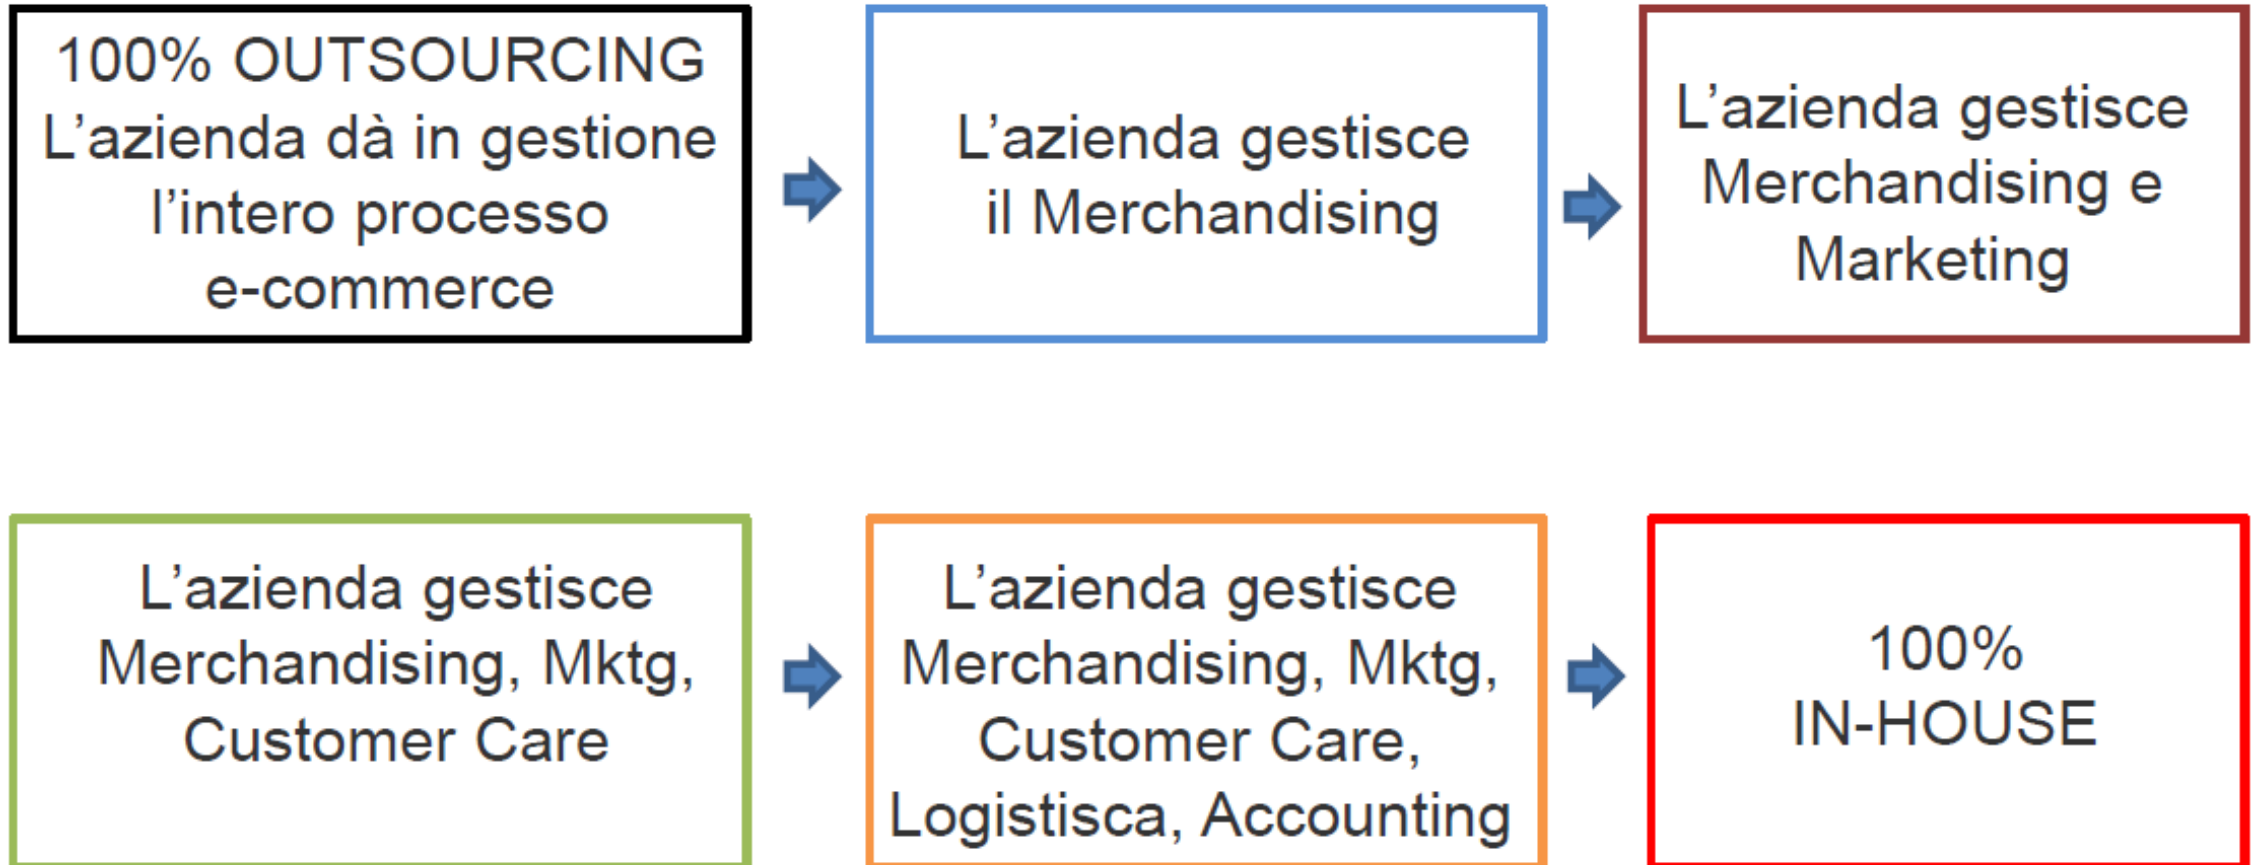 100% OUTSOURCING
L’azienda dà in gestione
l’intero processo
e-commerce
L’azienda gestisce
il Merchandising
L’azienda gestisce
Merchandising e
Marketing
L’azienda gestisce
Merchandising, Mktg,
Customer Care
L’azienda gestisce
Merchandising, Mktg,
Customer Care,
Logistisca, Accounting
100%
IN-HOUSE